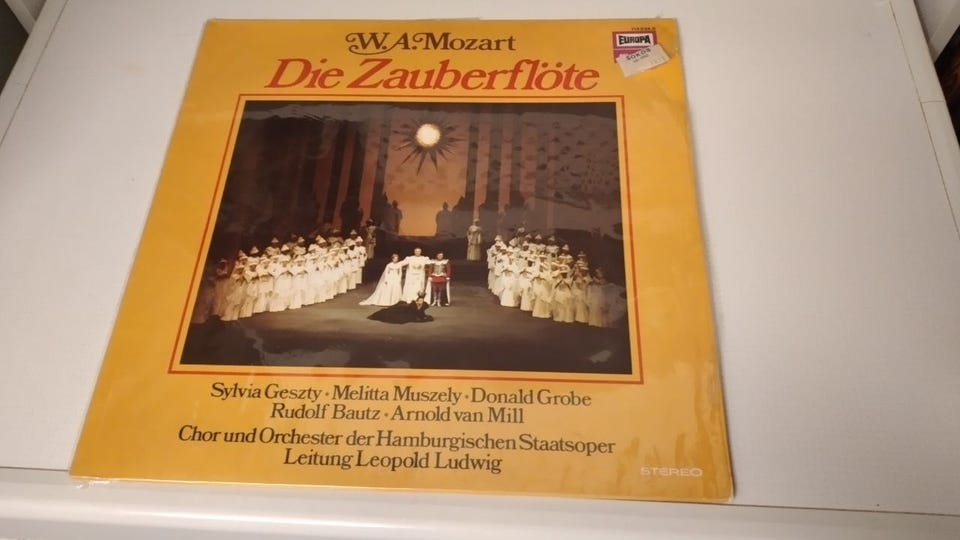 W.A.Mozart
Die Zauberflöte
EUROPA
SOKOS
Sylvia Geszty • Melitta Muszely • Donald Grobe
Rudolf Bautz • Arnold van Mill
Chor und Orchester der Hamburgischen Staatsoper
Leitung Leopold Ludwig
STEREO